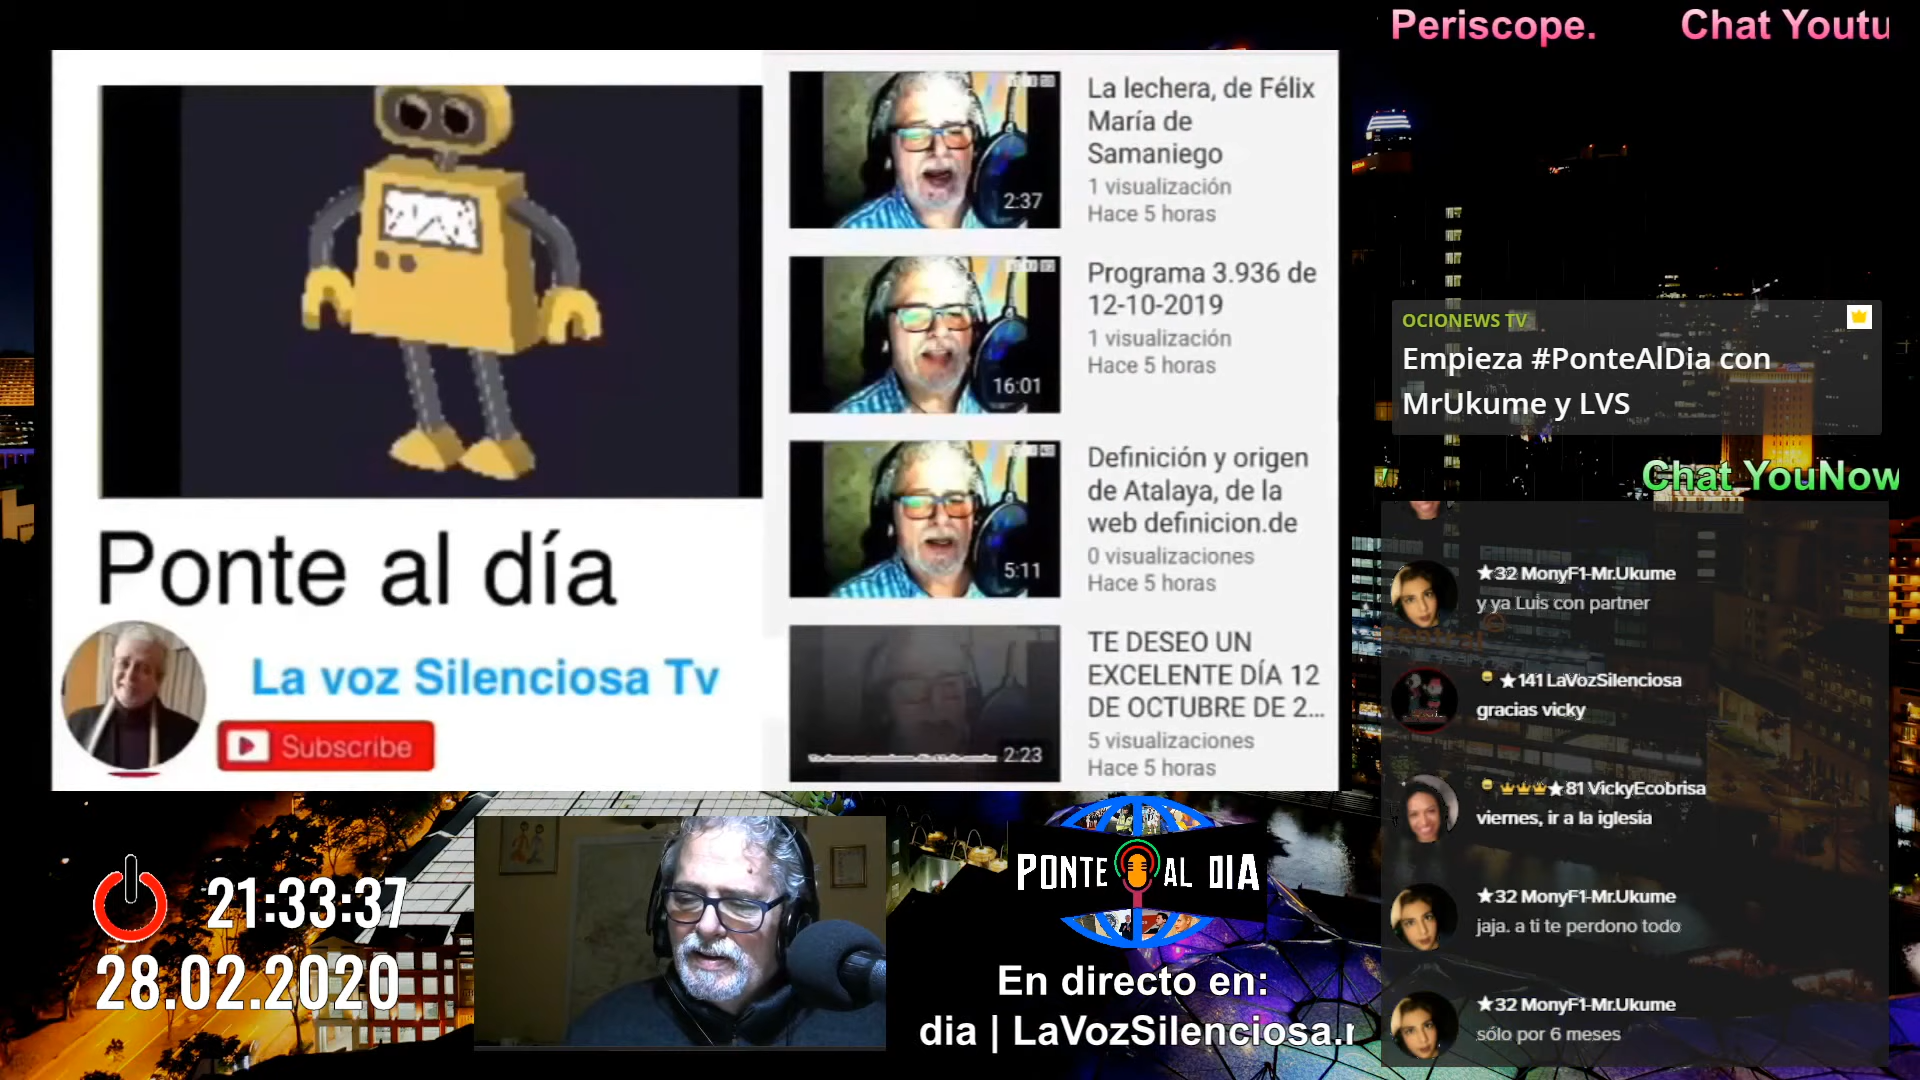 Periscope.
Chat Youtu
La lechera, de Félix
María de
Samaniego
1 visualización
Hace 5 horas
2:37
Programa 3.936 de
12-10-2019
1 visualización
Hace 5 horas
16:01
Definición y origen
de Atalaya, de la
web definicion.de
0 visualizaciones
Hace 5 horas
5:11
TE DESEO UN
EXCELENTE DÍA 12
DE OCTUBRE DE 2...
5 visualizaciones
Hace 5 horas
2:23
Ponte al día
La voz Silenciosa Tv
Subscribe
OCIONEWS TV
Empieza #PonteAlDia con
MrUkume y LVS
Chat YouNow
★32 MonyF1-Mr.Ukume
y ya Luis con partner
★141 LaVozSilenciosa
gracias vicky
★81 VickyEcobrisa
viernes, ir a la iglesia
★32 MonyF1-Mr.Ukume
jaja. a ti te perdono todo
★32 MonyF1-Mr.Ukume
sólo por 6 meses
21:33:37
28.02.2020
PONTE AL DIA
En directo en:
dia | LaVozSilenciosa.r